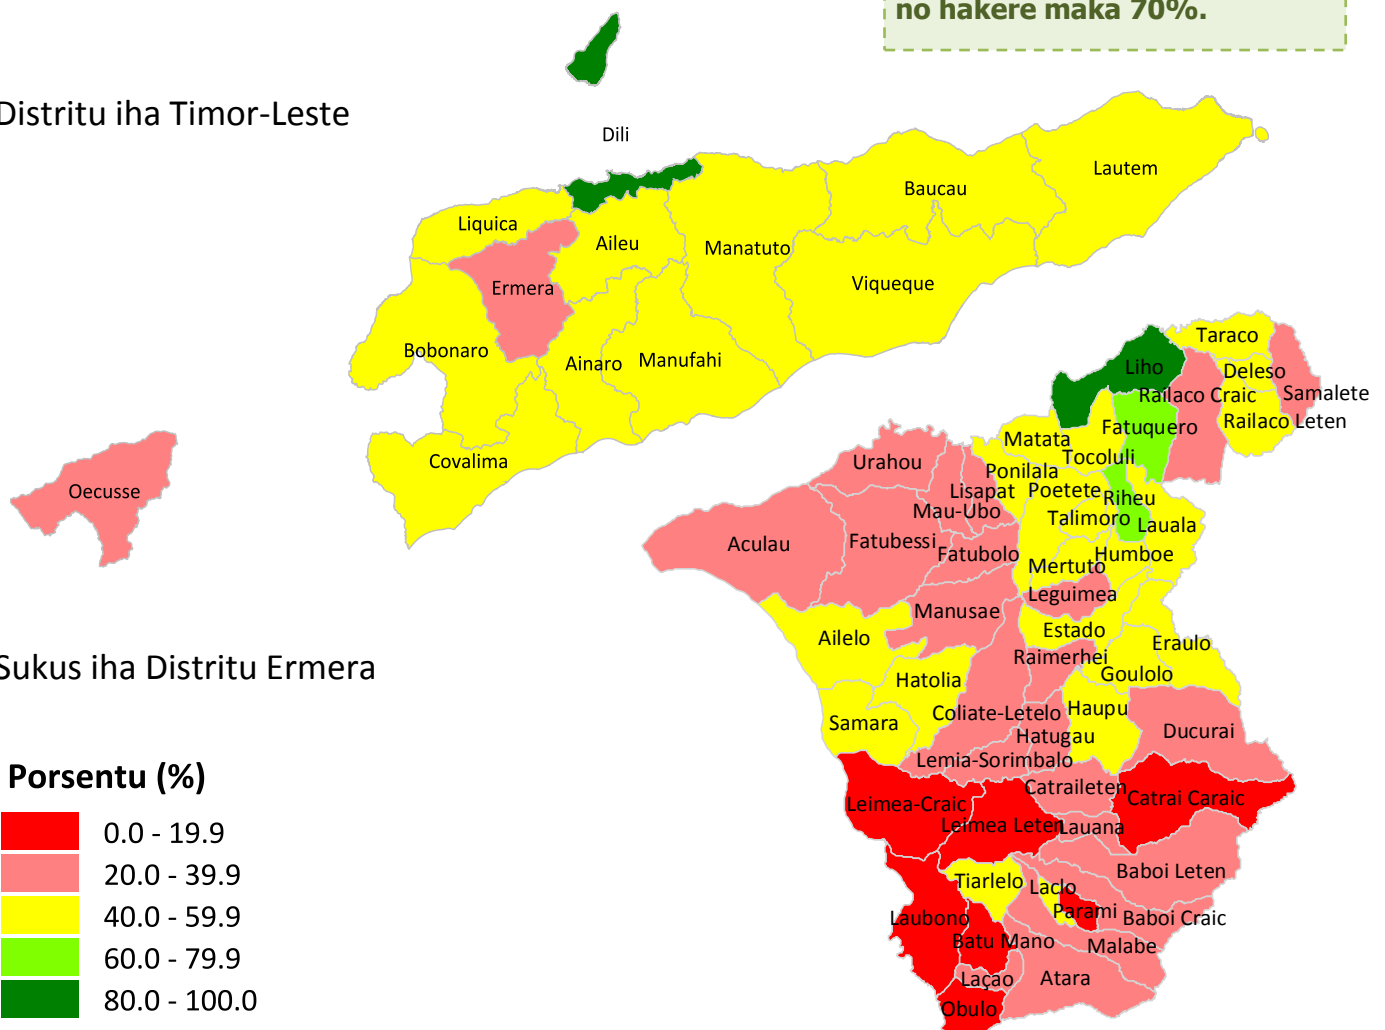 no hakere maka 70%.
Distritu iha Timor-Leste
Dili
Lautem
Baucau
Liquica
Aileu
Manatuto
Viqueque
Ermera
Bobonaro
Ainaro
Manufahi
Covalima
Oecusse
Taraco
Liho
Deleso
Railaco Craic
Samalete
Railaco Leten
Fatuquero
Matata
Tocoluli
Urahou
Ponilala
Lisapat
Poetete
Riheu
Mau-Ubo
Talimoro
Lauala
Aculau
Fatubessi
Fatubolo
Humboe
Mertuto
Leguimea
Manusae
Ailelo
Estado
Eraulo
Raimerhei
Goulolo
Sukus iha Distritu Ermera
Hatolia
Coliate-Letelo
Haupu
Samara
Hatugau
Ducurai
Lemia-Sorimbalo
Catraileten
Catrai Caraic
Leimea-Craic
Leimea Leten
Lauana
Baboi Leten
Tiarlelo
Laclo
Parami
Baboi Craic
Laubono
Batu Mano
Malabe
Laçao
Atara
Obulo
Porsentu (%)
0.0 - 19.9
20.0 - 39.9
40.0 - 59.9
60.0 - 79.9
80.0 - 100.0